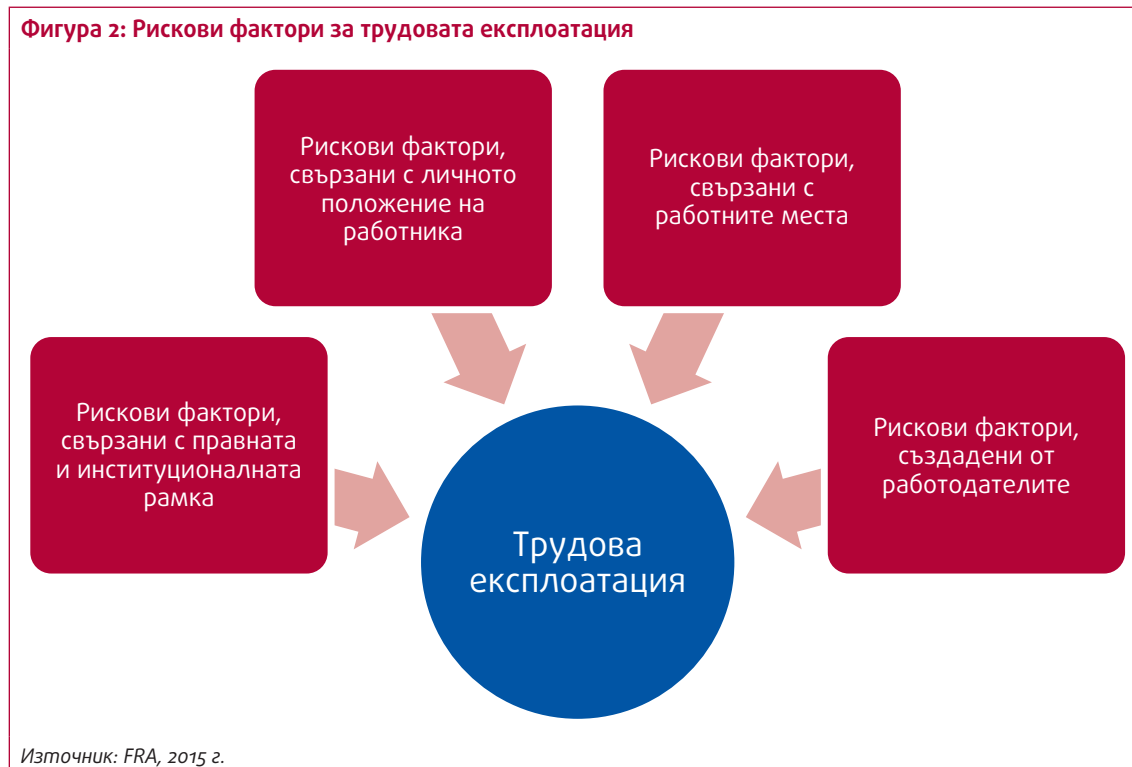 Фигура 2: Рискови фактори за трудовата експлоатация
Рискови фактори,
свързани с личното
положение на
работника
Рискови фактори,
свързани с
работните места
Рискови фактори,
свързани с правната
и институционалната
рамка
Рискови фактори,
създадени от
работодателите
Трудова
експлоатация
Източник: FRA, 2015 г.